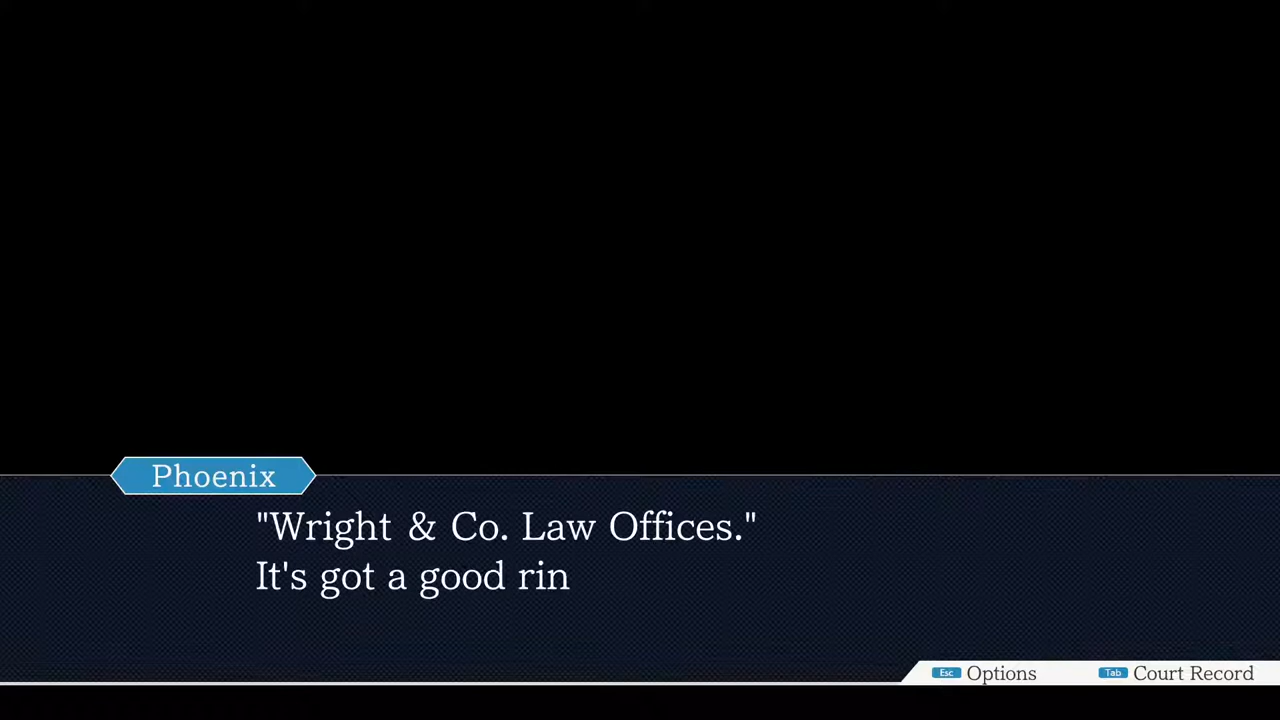 Phoenix
"Wright & Co. Law Offices."
It's got a good rin
Esc Options Tab Court Record